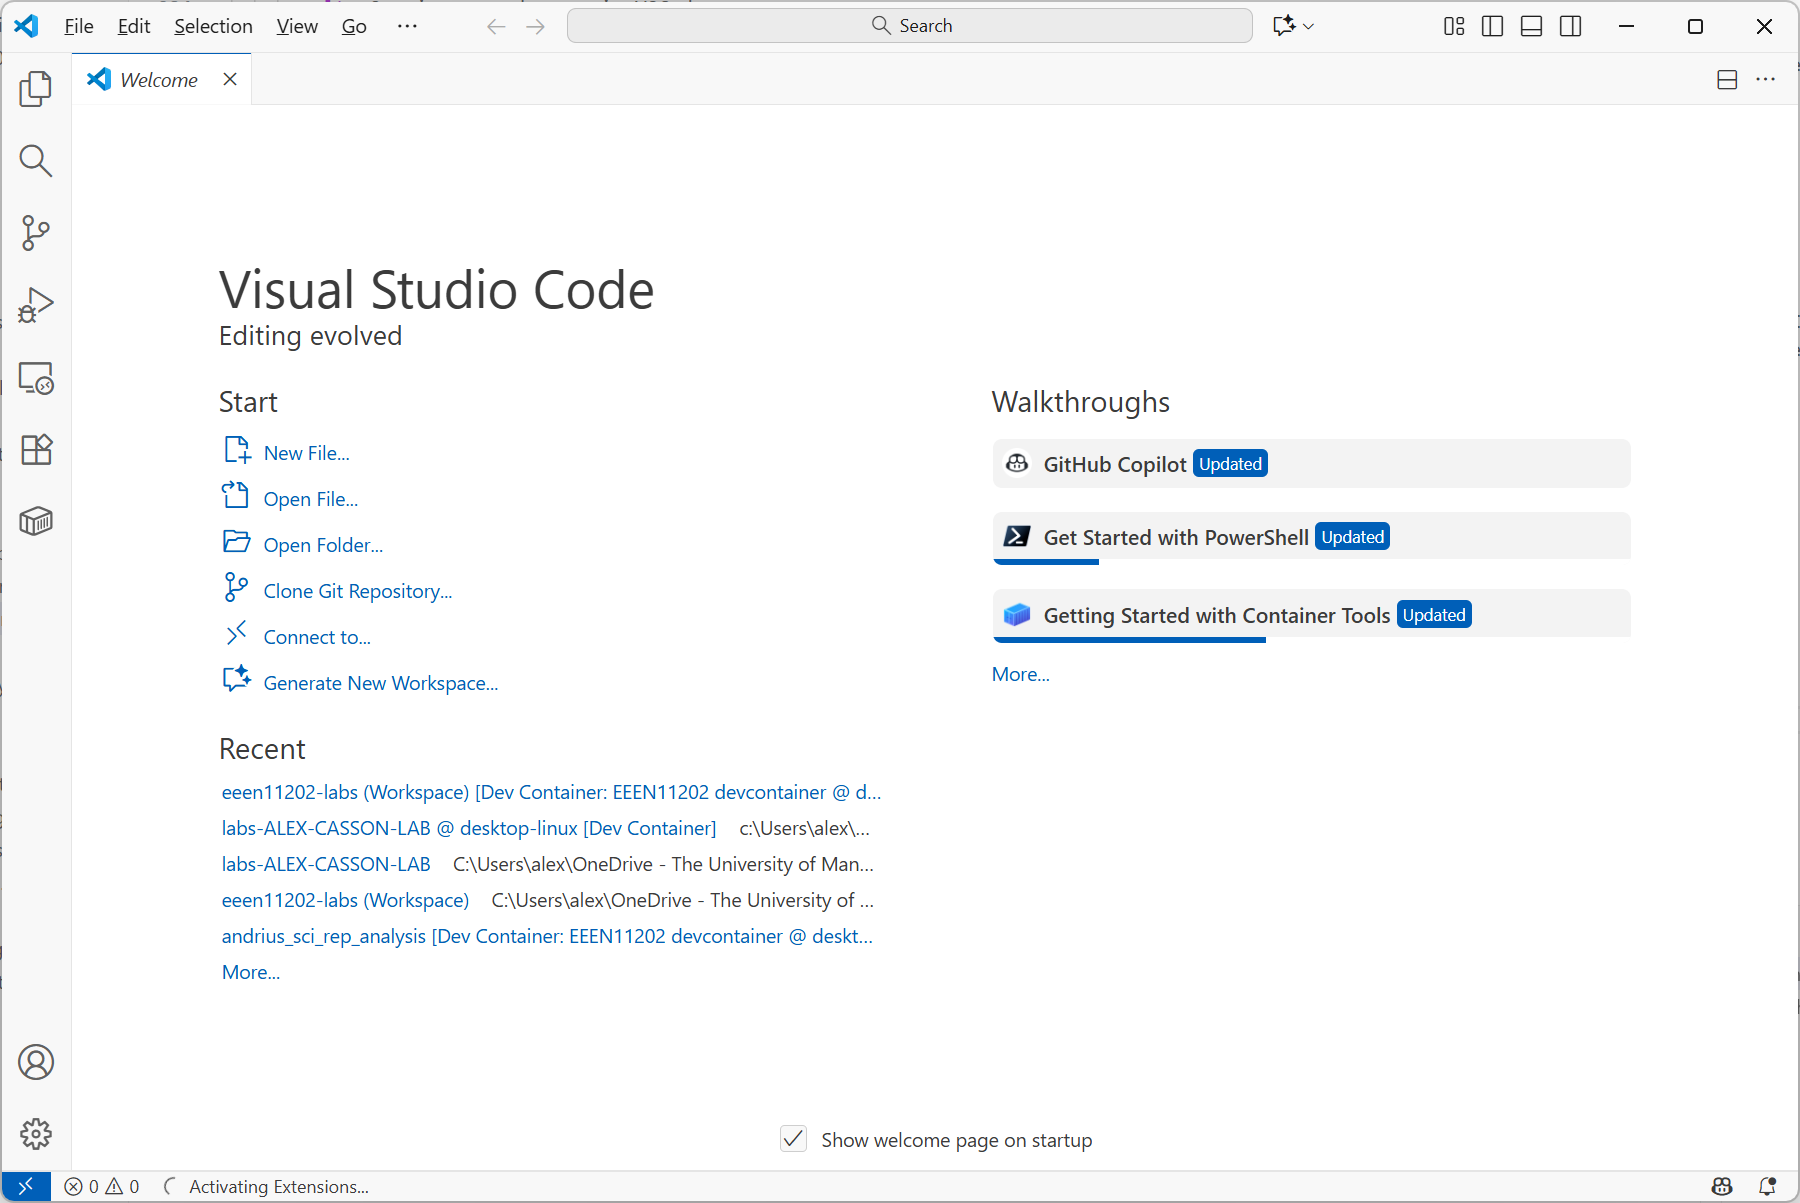 File Edit Selection View Go ··· Search
Welcome
Visual Studio Code
Editing evolved
Start
New File...
Open File...
Open Folder...
Clone Git Repository...
Connect to...
Generate New Workspace...
Recent
eeen11202-labs (Workspace) [Dev Container: EEEN11202 devcontainer @ d...
labs-ALEX-CASSON-LAB @ desktop-linux [Dev Container] c:\Users\alex\...
labs-ALEX-CASSON-LAB C:\Users\alex\OneDrive - The University of Man...
eeen11202-labs (Workspace) C:\Users\alex\OneDrive - The University of ...
andrius_sci_rep_analysis [Dev Container: EEEN11202 devcontainer @ deskt...
More...
Walkthroughs
GitHub Copilot Updated
Get Started with PowerShell Updated
Getting Started with Container Tools Updated
More...
Show welcome page on startup
0 0 Activating Extensions...